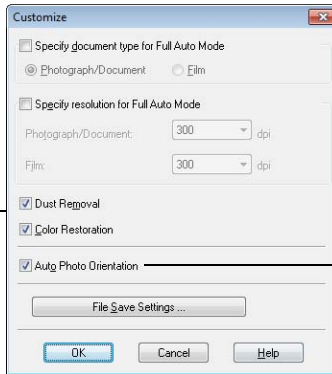 Customize
Specify document type for Full Auto Mode
Photograph/Document Film
Specify resolution for Full Auto Mode
Photograph/Document: 300 dpi
Film: 300 dpi
Dust Removal
Color Restoration
Auto Photo Orientation
File Save Settings ...
OK Cancel Help